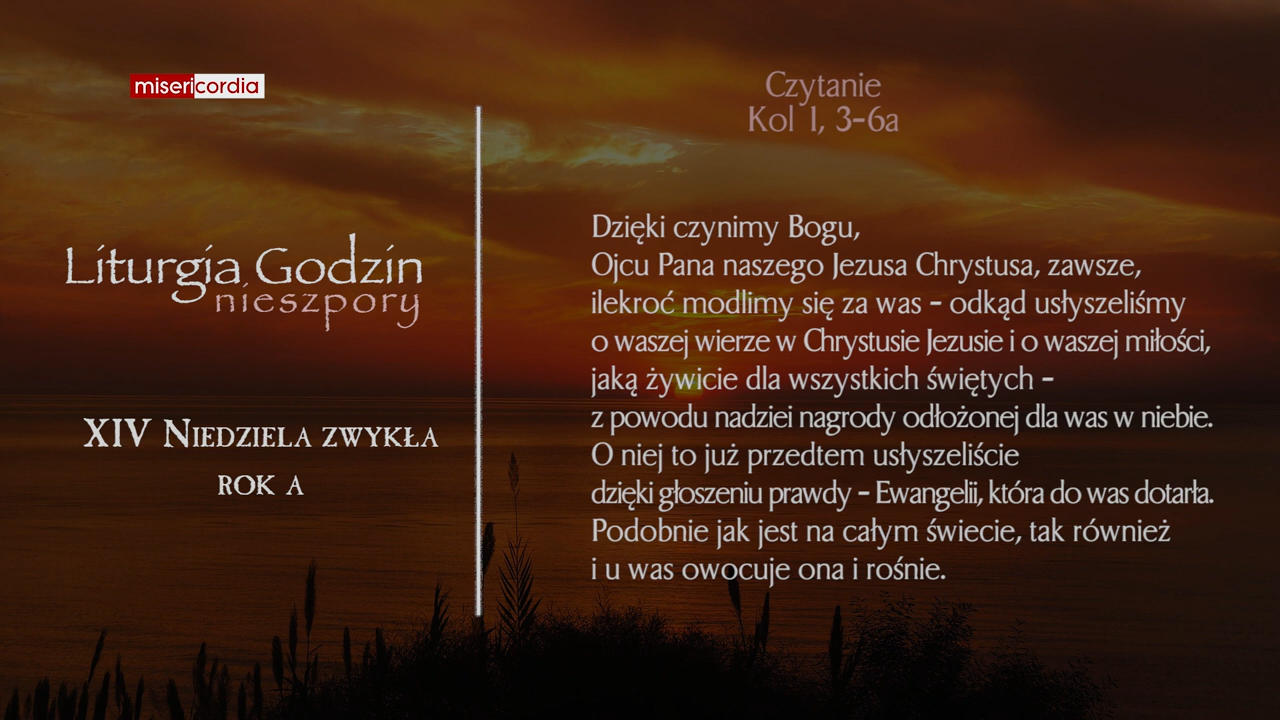 misericordia
Liturgia Godzin
nieszpory
XIV Niedziela zwykła
rok A
Czytanie
Kol 1, 3-6a
Dzięki czynimy Bogu,
Ojcu Pana naszego Jezusa Chrystusa, zawsze,
ilekroć modlimy się za was - odkąd usłyszeliśmy
o waszej wierze w Chrystusie Jezusie i o waszej miłości,
jaką żywicie dla wszystkich świętych -
z powodu nadziei nagrody odłożonej dla was w niebie.
O niej to już przedtem usłyszeliście
dzięki głoszeniu prawdy - Ewangelii, która do was dotarła.
Podobnie jak jest na całym świecie, tak również
i u was owocuje ona i rośnie.